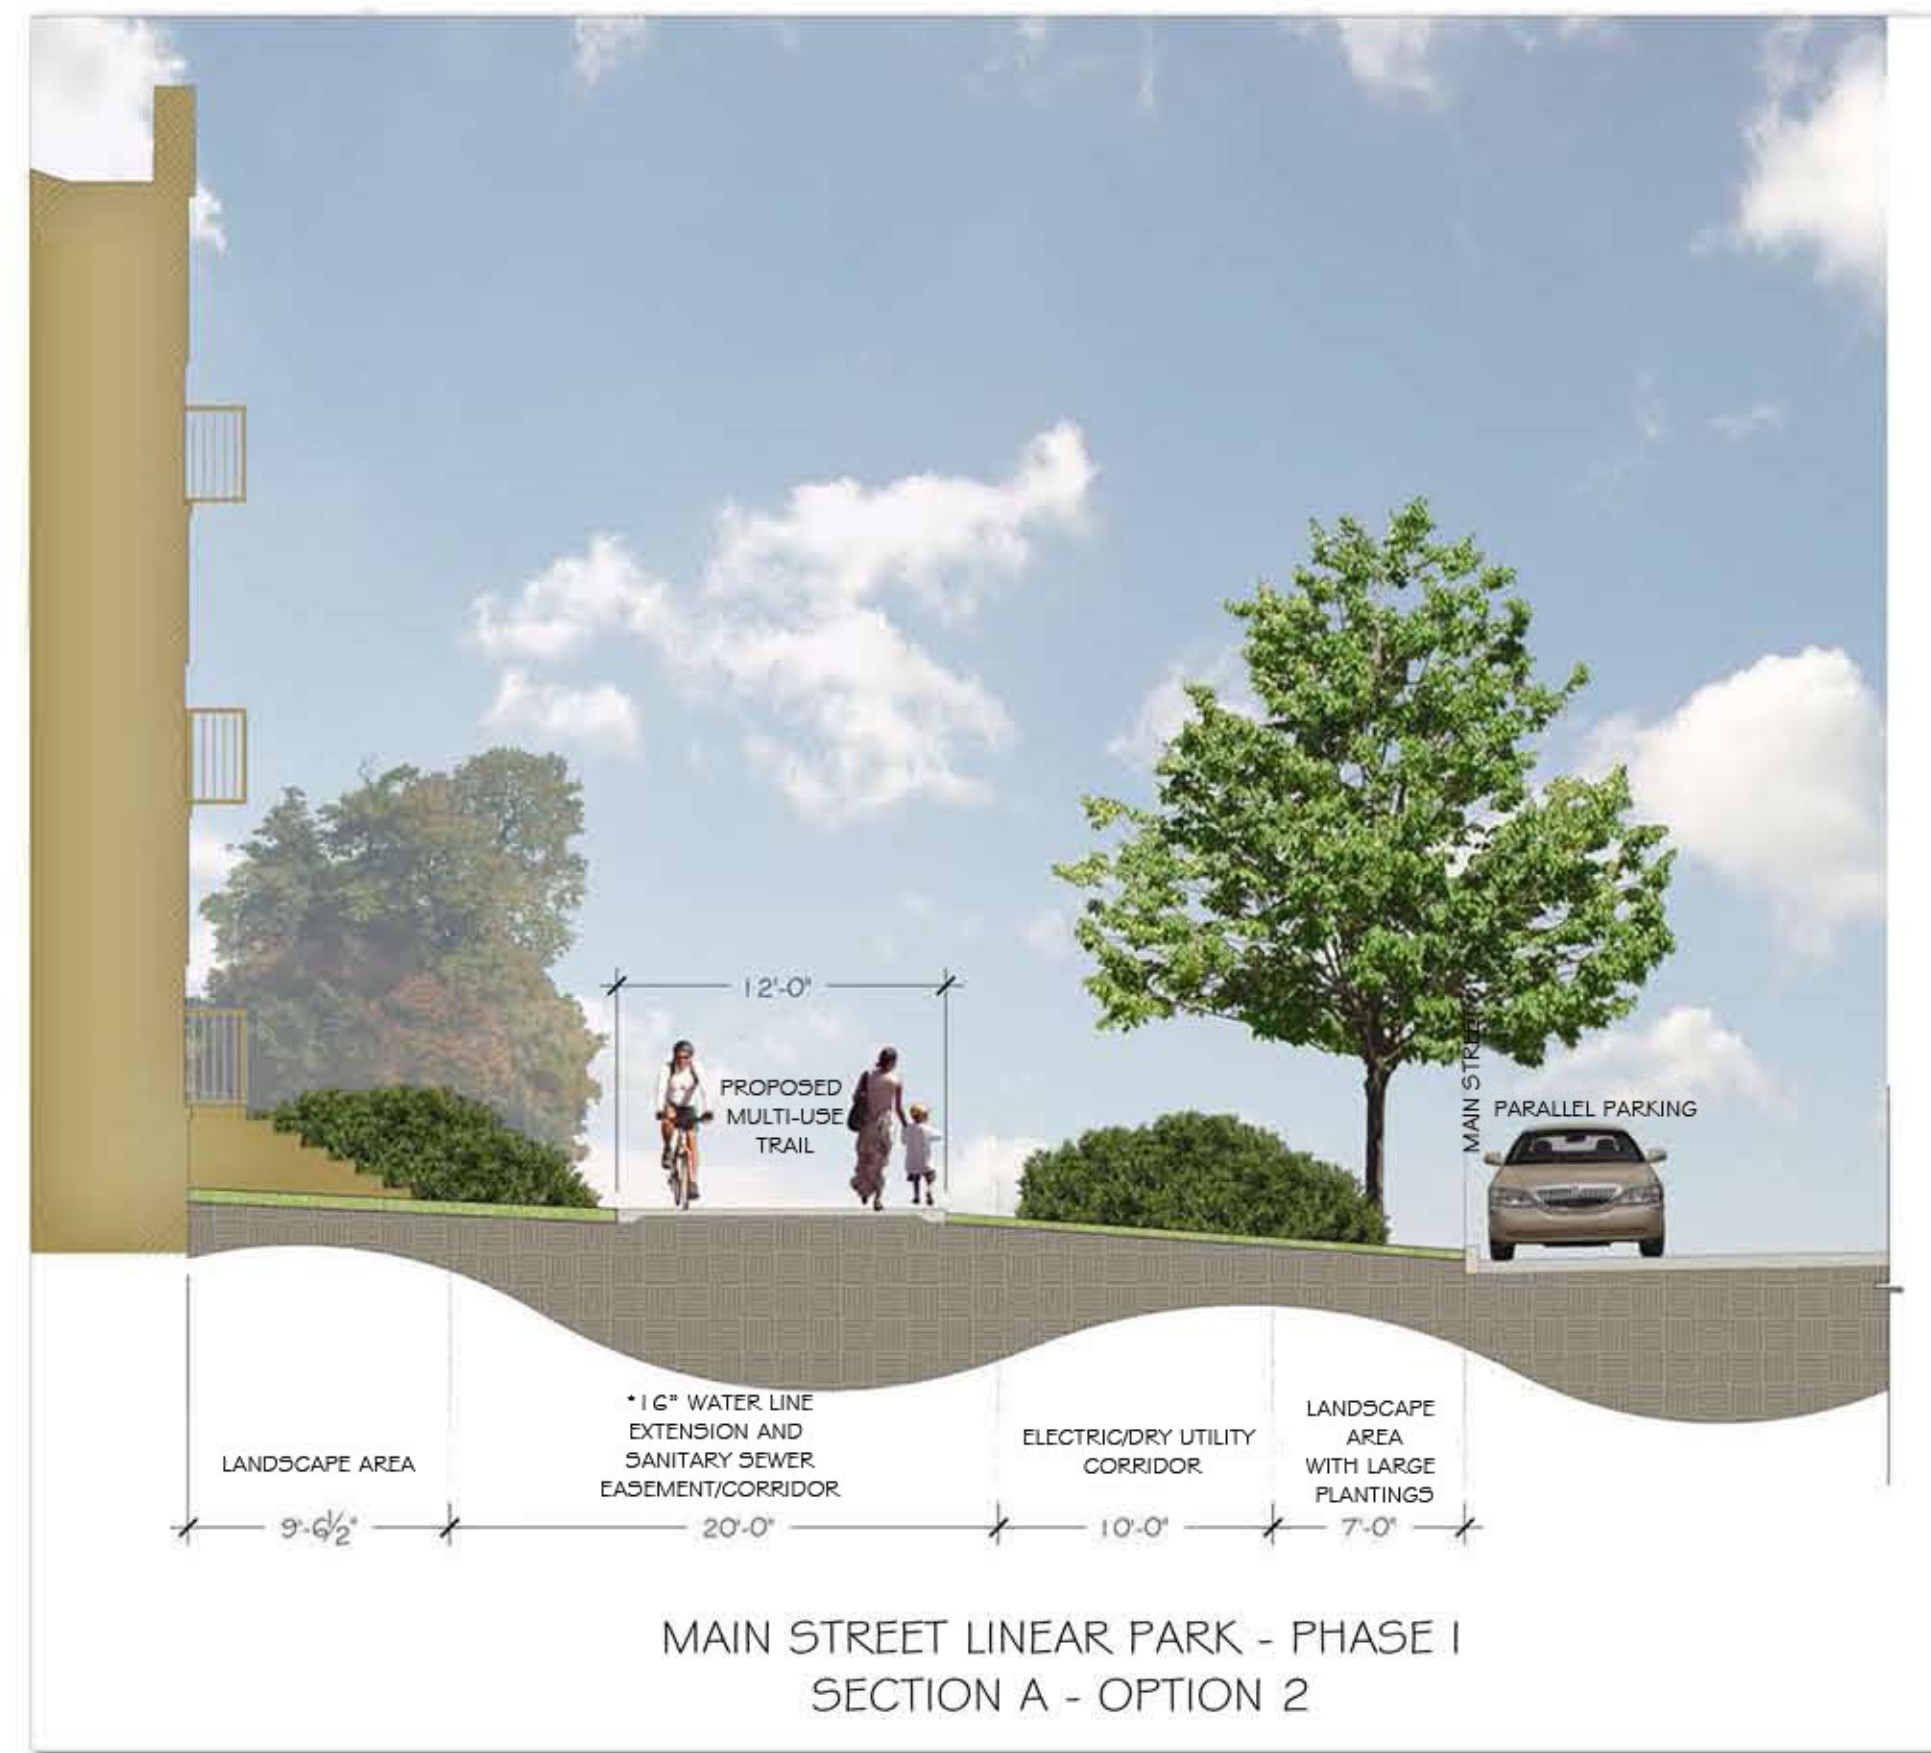 12'-0"
PROPOSED
MULTI-USE
TRAIL
MAIN STREET
PARALLEL PARKING
LANDSCAPE AREA
*16" WATER LINE
EXTENSION AND
SANITARY SEWER
EASEMENT/CORRIDOR
ELECTRIC/DRY UTILITY
CORRIDOR
LANDSCAPE
AREA
WITH LARGE
PLANTINGS
9'-6½"
20'-0"
10'-0"
7'-0"
MAIN STREET LINEAR PARK - PHASE I
SECTION A - OPTION 2